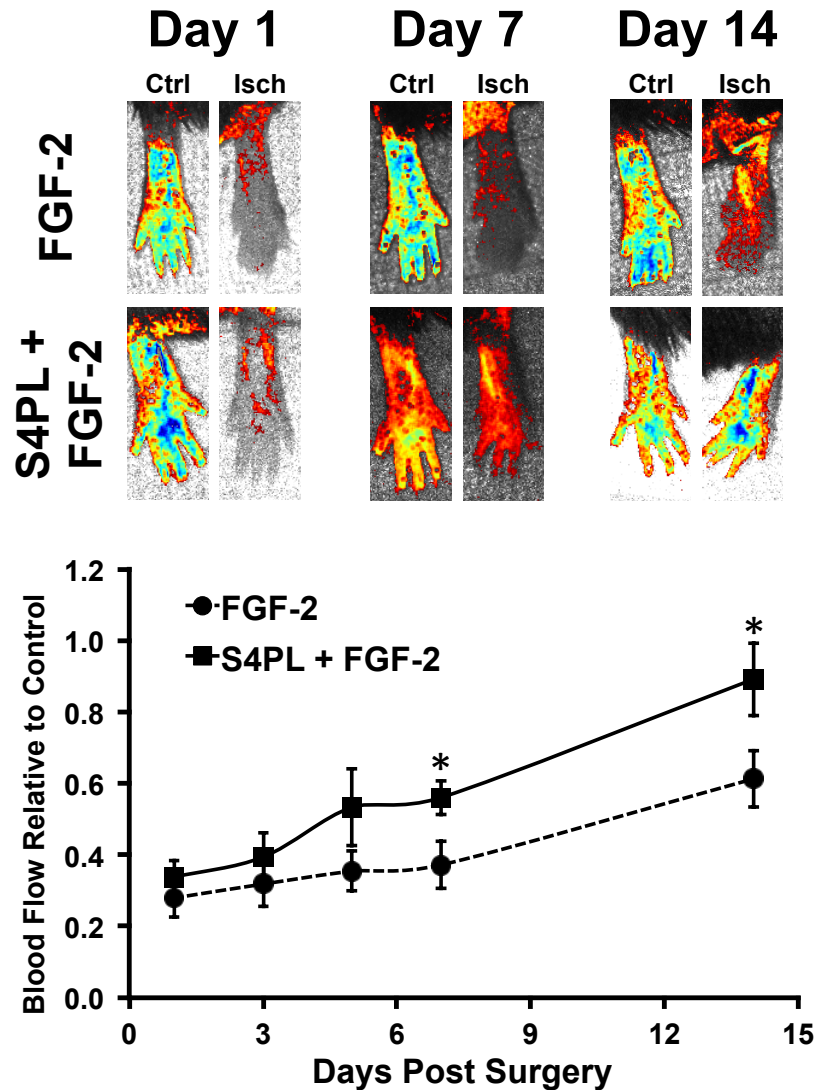 Day 1 Day 7 Day 14
Ctrl Isch Ctrl Isch Ctrl Isch
FGF-2
S4PL +
FGF-2
1.2
1.0
0.8
0.6
0.4
0.2
0.0
Blood Flow Relative to Control
FGF-2
S4PL + FGF-2
*
*
0 3 6 9 12 15
Days Post Surgery